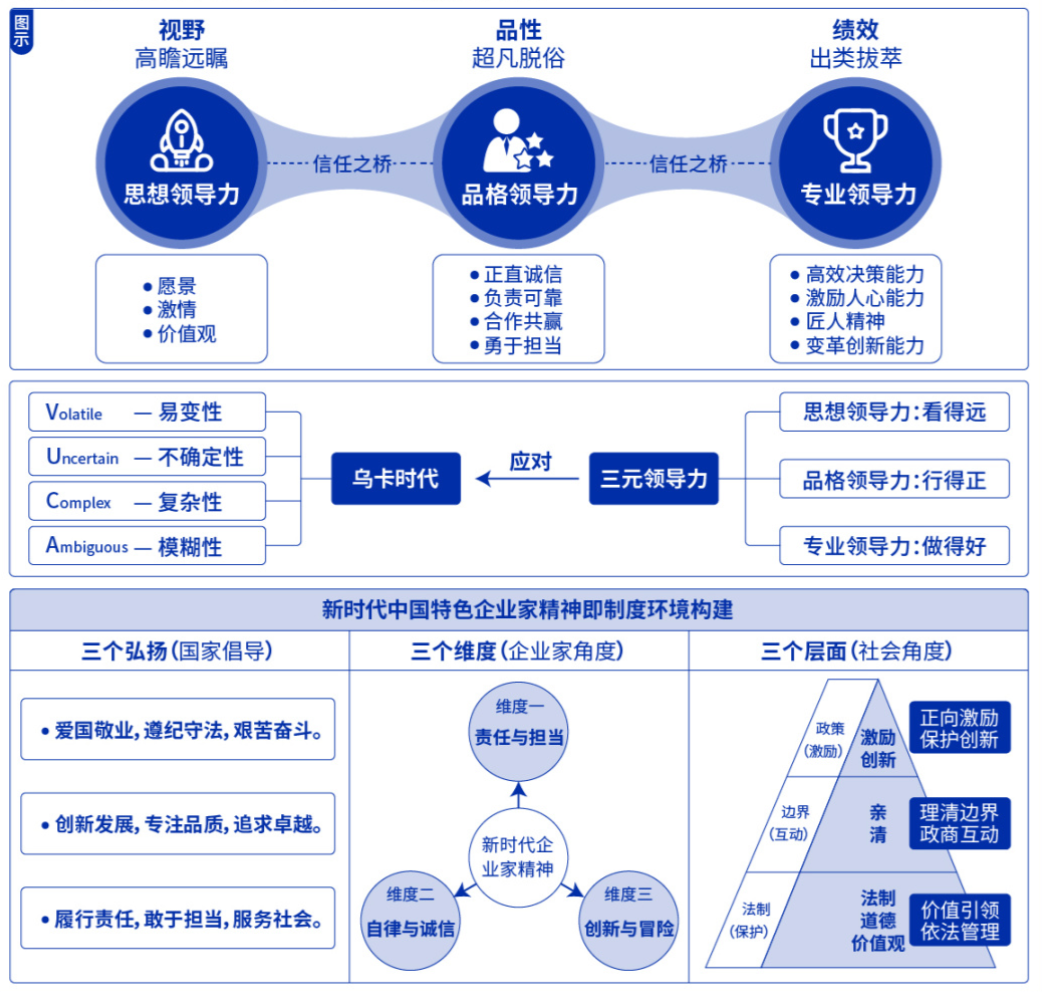 图示
视野
高瞻远瞩
品性
超凡脱俗
绩效
出类拔萃
思想领导力
信任之桥
品格领导力
信任之桥
专业领导力
● 愿景
● 激情
● 价值观
● 正直诚信
● 负责可靠
● 合作共赢
● 勇于担当
● 高效决策能力
● 激励人心能力
● 匠人精神
● 变革创新能力
Volatile — 易变性
Uncertain — 不确定性
Complex — 复杂性
Ambiguous — 模糊性
乌卡时代
应对
三元领导力
思想领导力:看得远
品格领导力:行得正
专业领导力:做得好
新时代中国特色企业家精神即制度环境构建
三个弘扬(国家倡导)
● 爱国敬业,遵纪守法,艰苦奋斗。
● 创新发展,专注品质,追求卓越。
● 履行责任,敢于担当,服务社会。
三个维度(企业家角度)
维度一
责任与担当
新时代企
业家精神
维度二
自律与诚信
维度三
创新与冒险
三个层面(社会角度)
政策
(激励)
激励
创新
正向激励
保护创新
边界
(互动)
亲
清
理清边界
政商互动
法制
(保护)
法制
道德
价值观
价值引领
依法管理